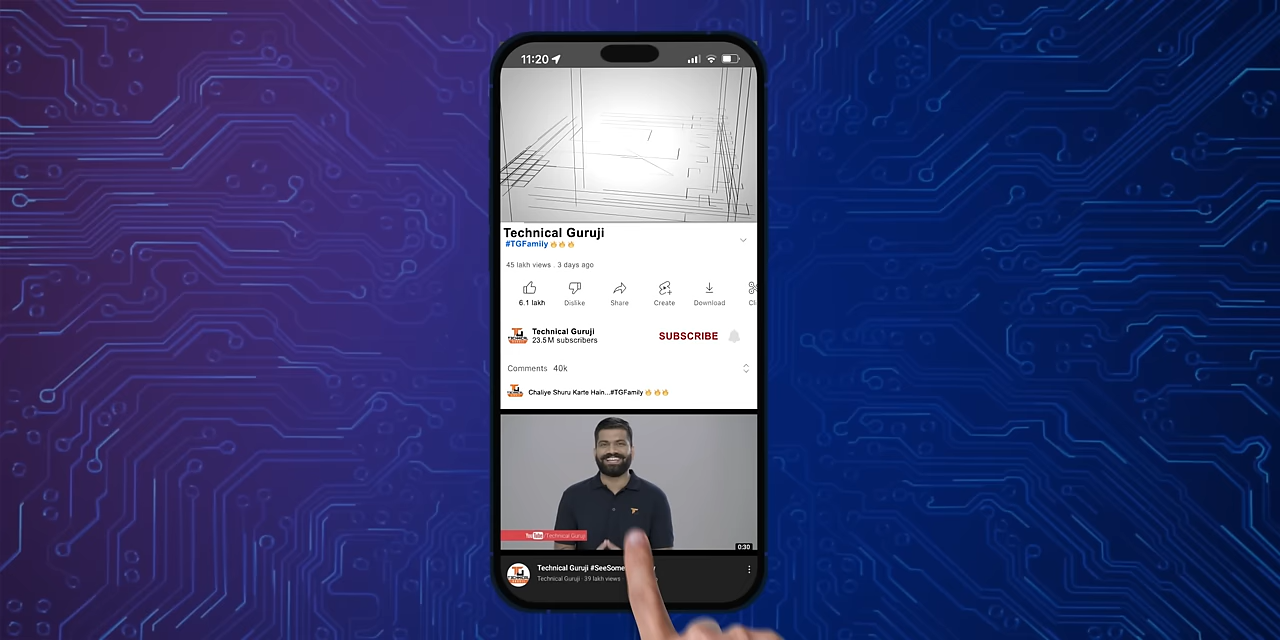 11:20
Technical Guruji
#TGFamily 🔥🔥🔥
45 lakh views . 3 days ago
6.1 lakh Dislike Share Create Download
Technical Guruji
23.5M subscribers
SUBSCRIBE
Comments 40k
Chaliye Shuru Karte Hain...#TGFamily 🔥🔥🔥
YouTube Technical Guruji
0:30
Technical Guruji
Technical Guruji · 39 lakh views